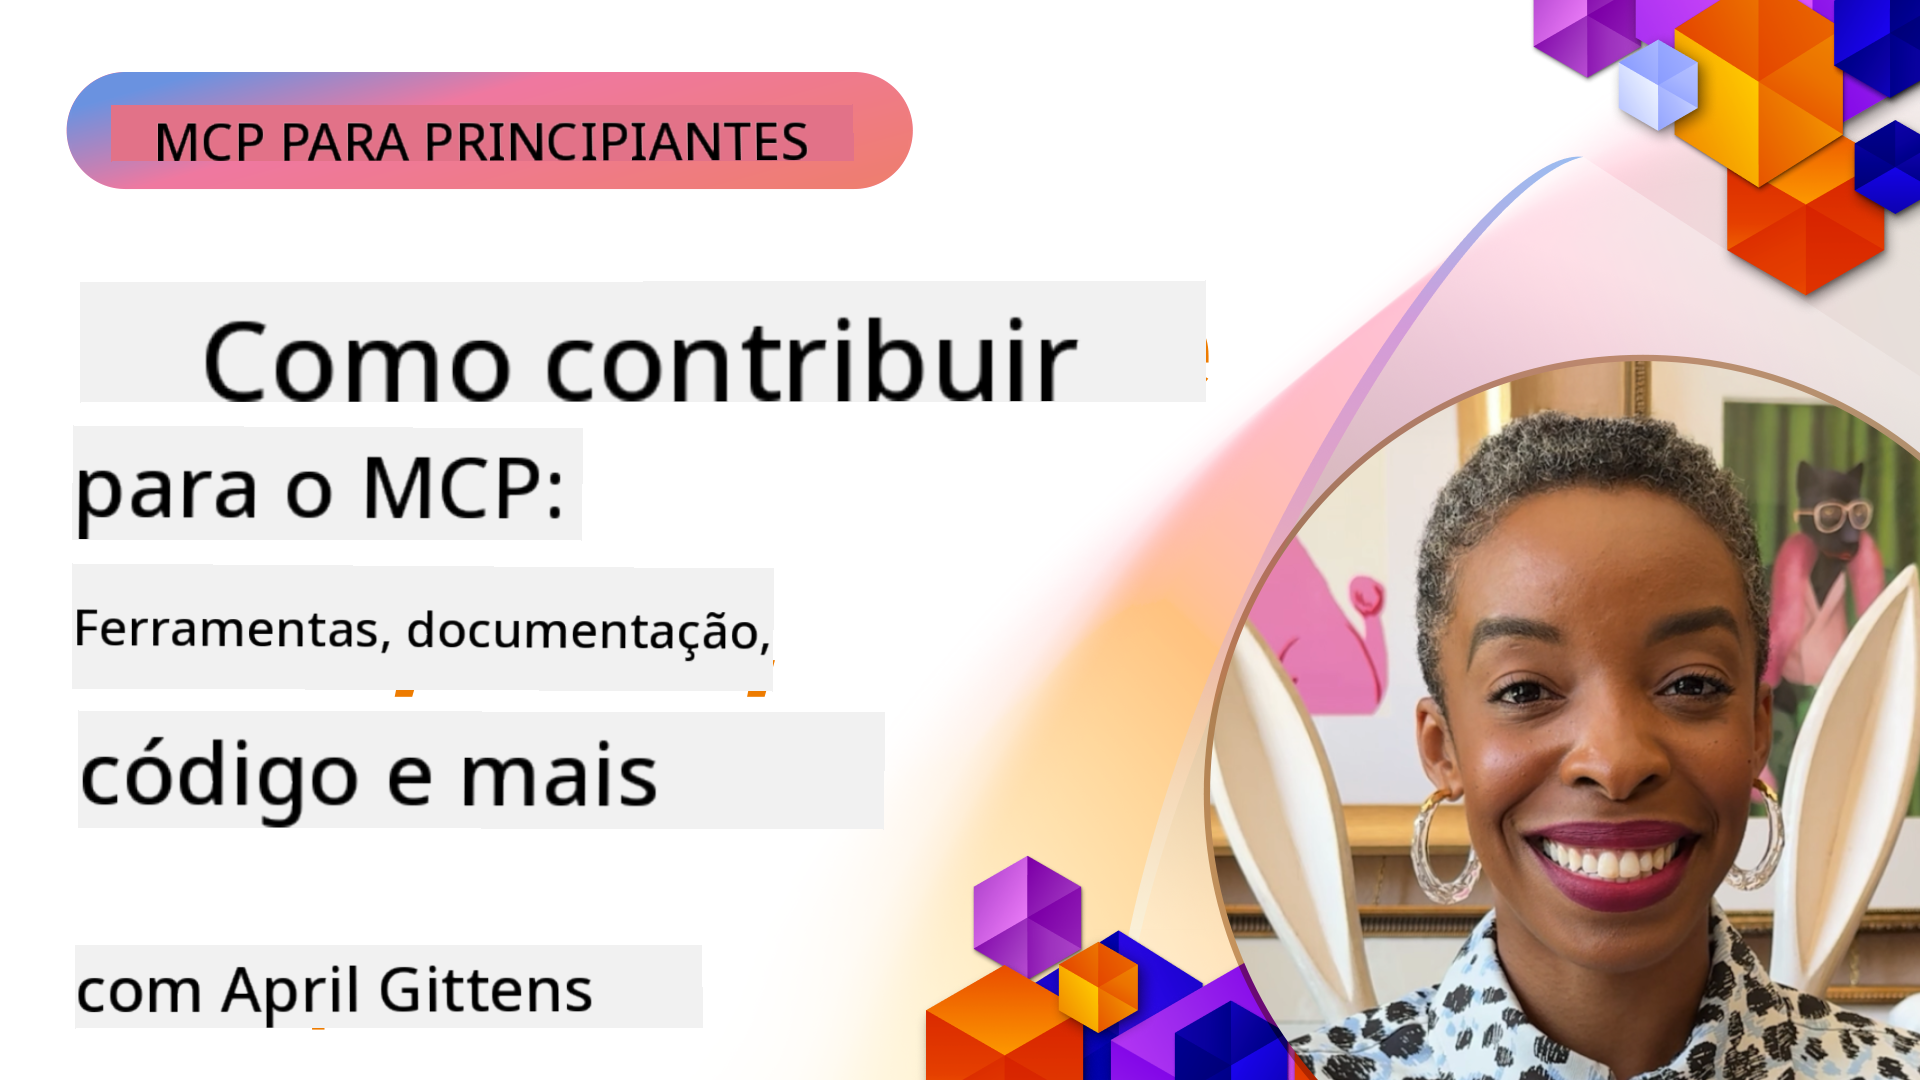 MCP PARA PRINCIPIANTES
Como contribuir
para o MCP:
Ferramentas, documentação,
código e mais
com April Gittens